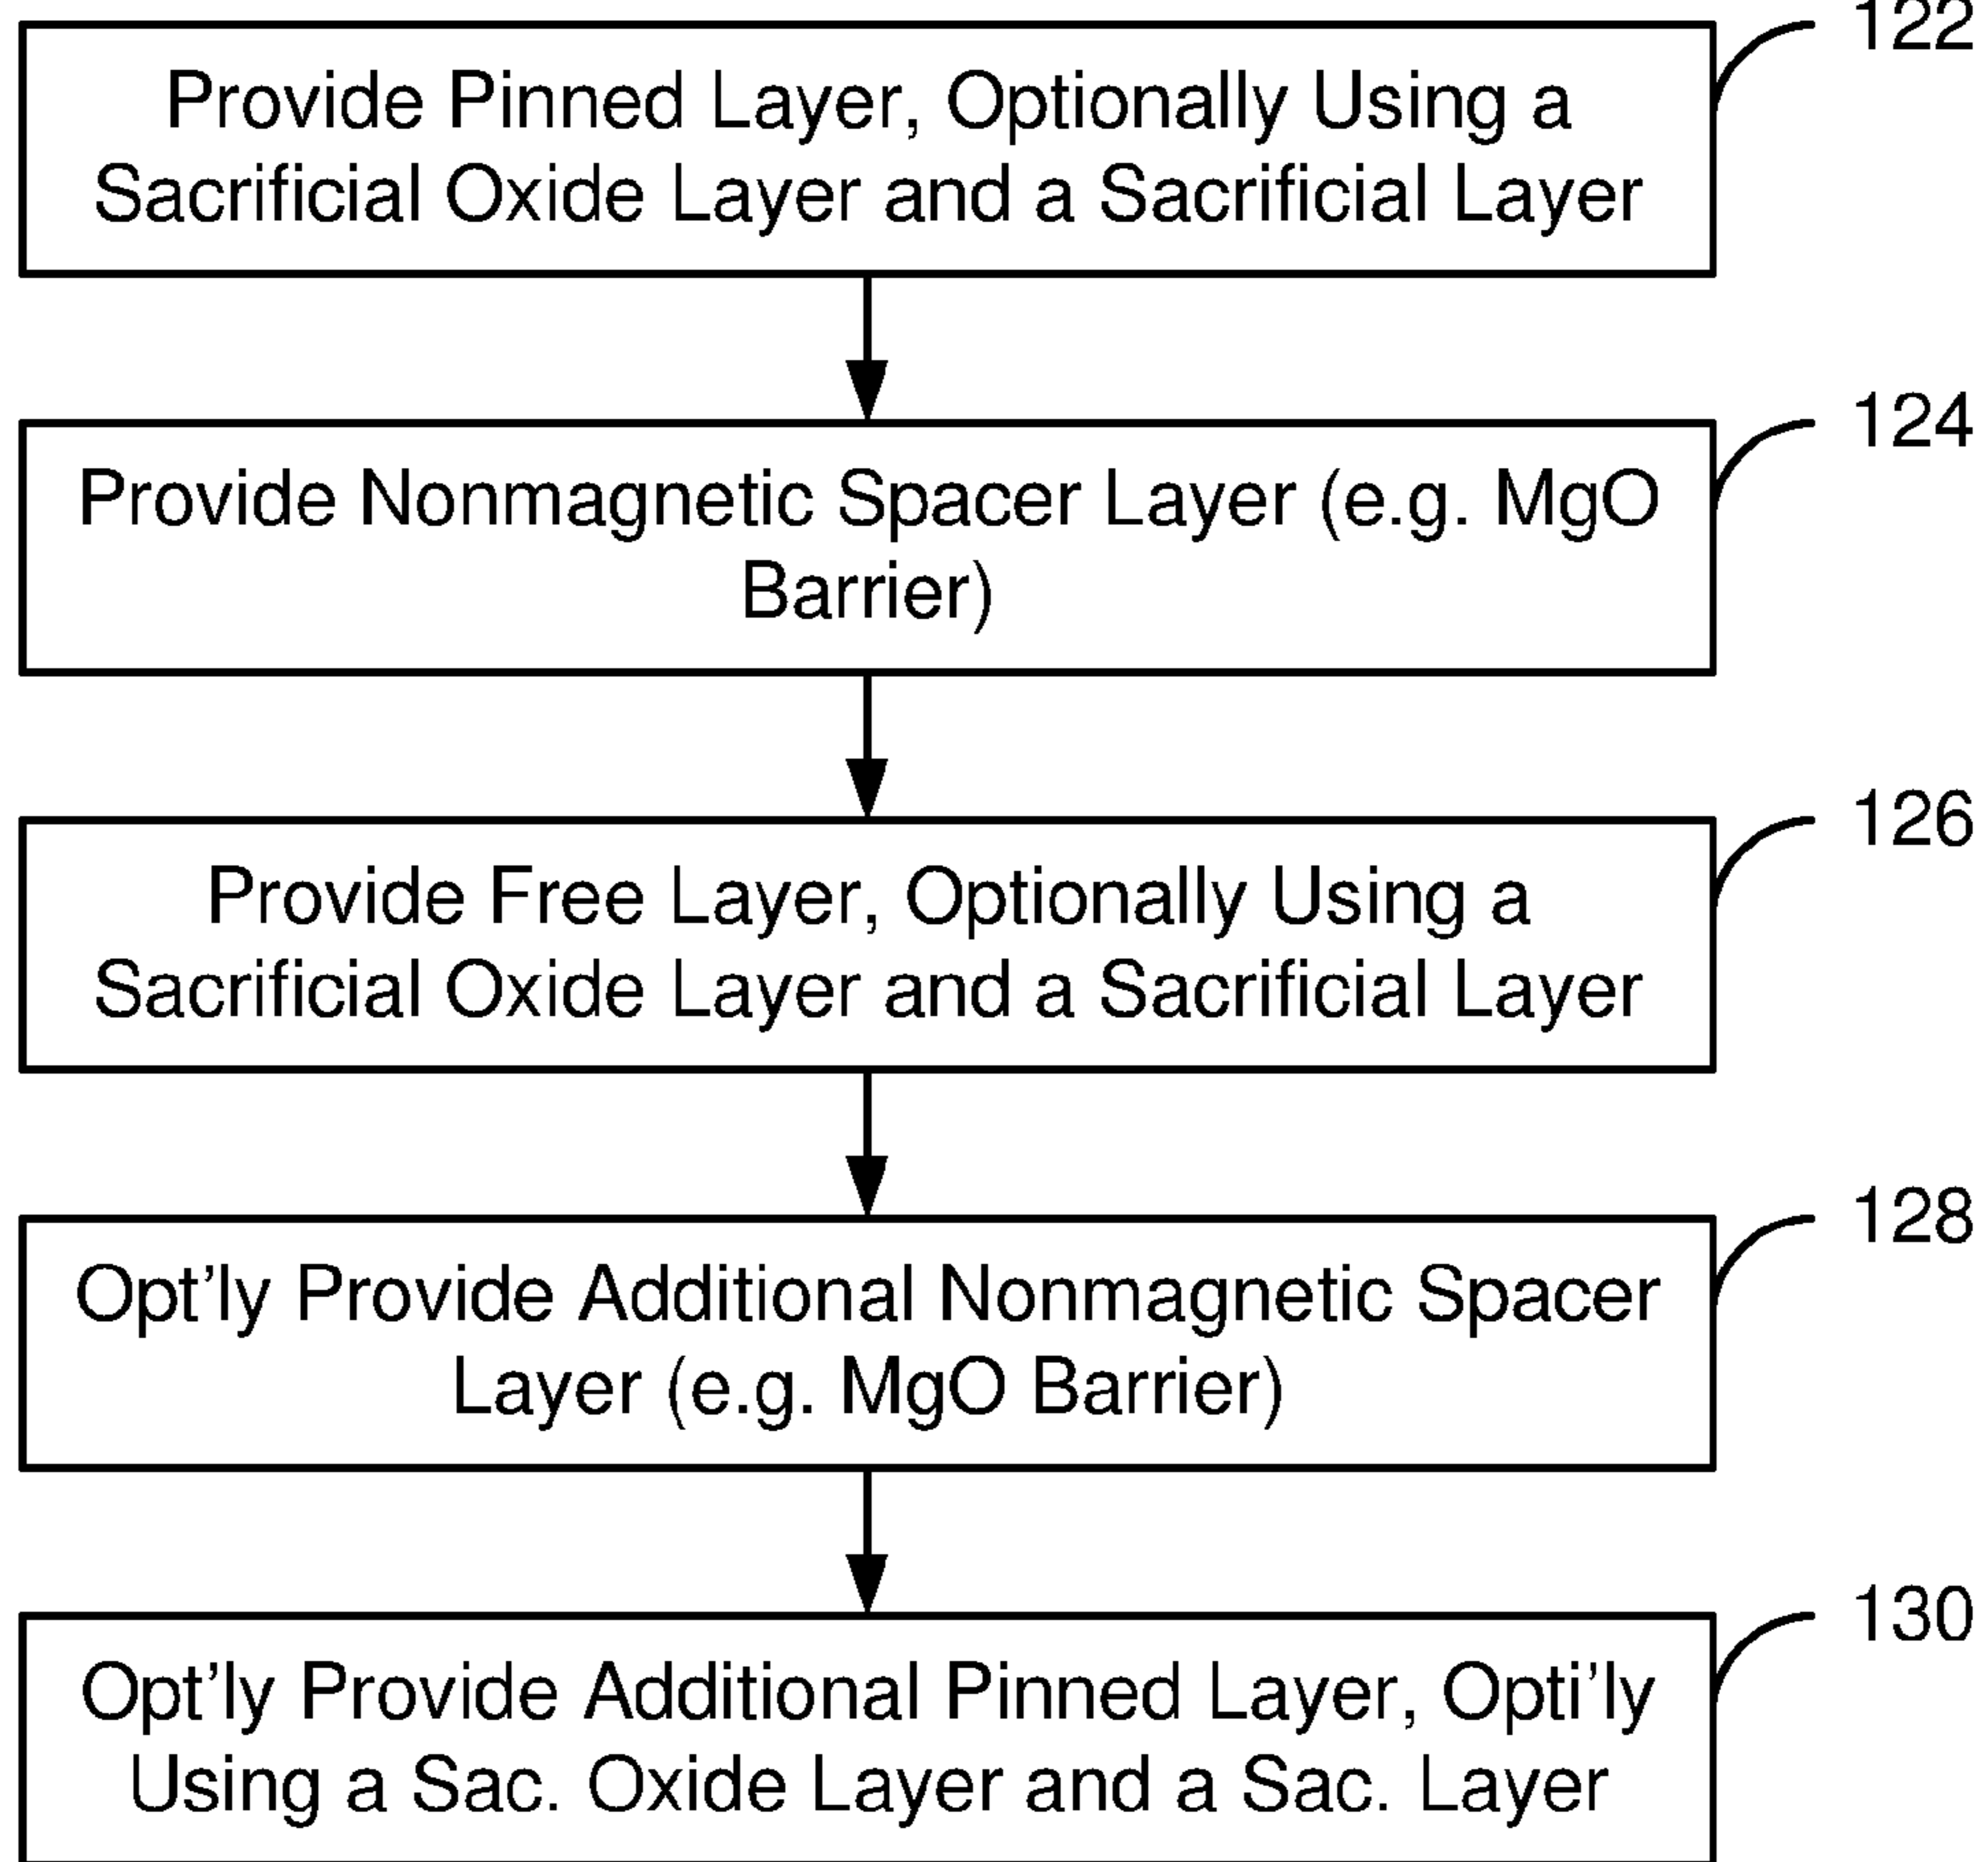 122
Provide Pinned Layer, Optionally Using a
Sacrificial Oxide Layer and a Sacrificial Layer
124
Provide Nonmagnetic Spacer Layer (e.g. MgO
Barrier)
126
Provide Free Layer, Optionally Using a
Sacrificial Oxide Layer and a Sacrificial Layer
128
Opt'ly Provide Additional Nonmagnetic Spacer
Layer (e.g. MgO Barrier)
130
Opt'ly Provide Additional Pinned Layer, Opti'ly
Using a Sac. Oxide Layer and a Sac. Layer